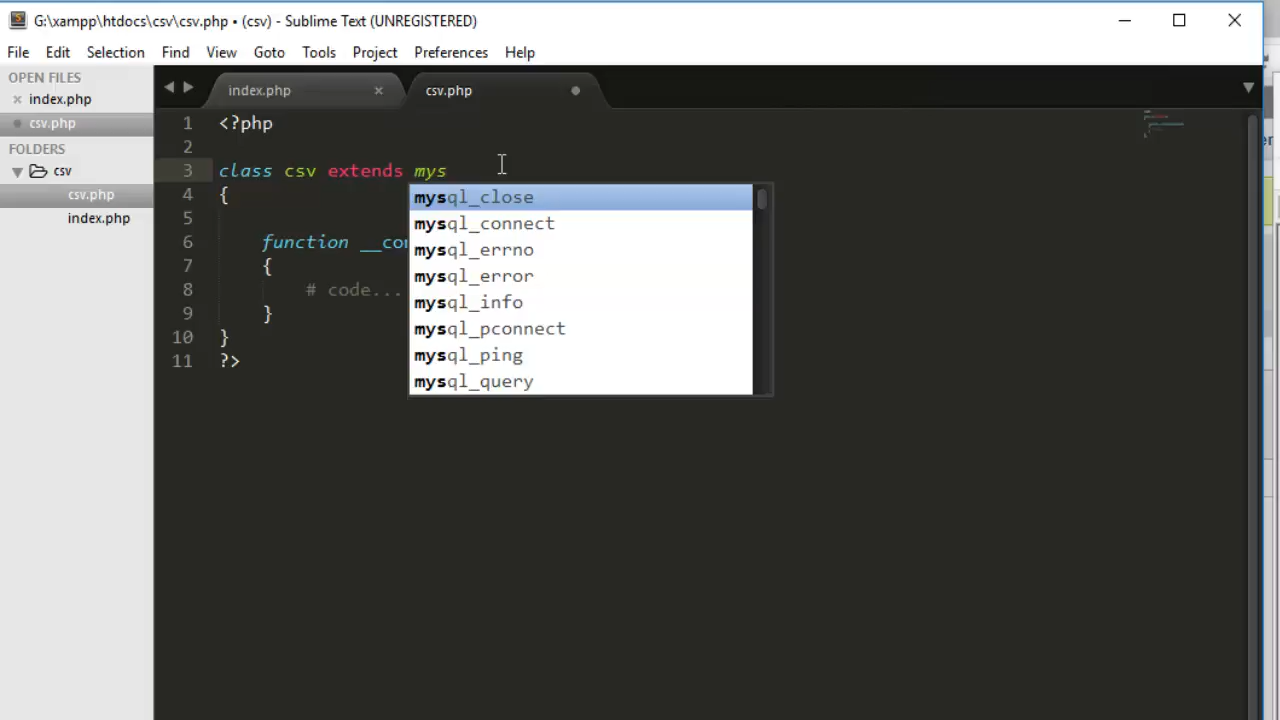 G:\xampp\htdocs\csv\csv.php • (csv) - Sublime Text (UNREGISTERED)
File Edit Selection Find View Goto Tools Project Preferences Help
OPEN FILES
index.php
csv.php
FOLDERS
csv
csv.php
index.php
index.php csv.php
1 <?php
2
3 class csv extends mys
4 {
5
6 function
7 {
8 # code...
9 }
10 }
11 ?>
mysql_close
mysql_connect
mysql_errno
mysql_error
mysql_info
mysql_pconnect
mysql_ping
mysql_query